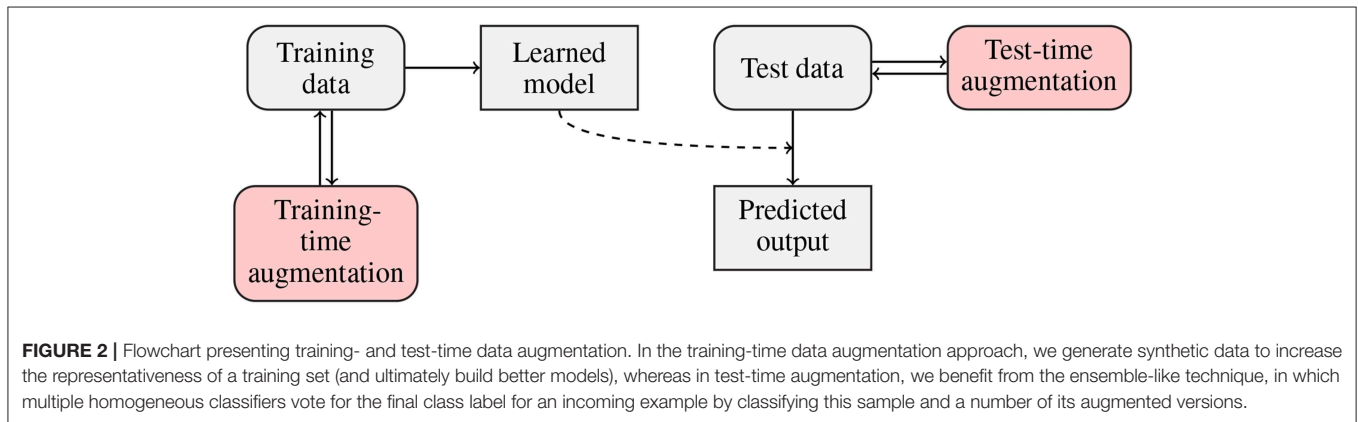 Training
data
Learned
model
Test data
Test-time
augmentation
Training-
time
augmentation
Predicted
output
FIGURE 2 | Flowchart presenting training- and test-time data augmentation. In the training-time data augmentation approach, we generate synthetic data to increase
the representativeness of a training set (and ultimately build better models), whereas in test-time augmentation, we benefit from the ensemble-like technique, in which
multiple homogeneous classifiers vote for the final class label for an incoming example by classifying this sample and a number of its augmented versions.